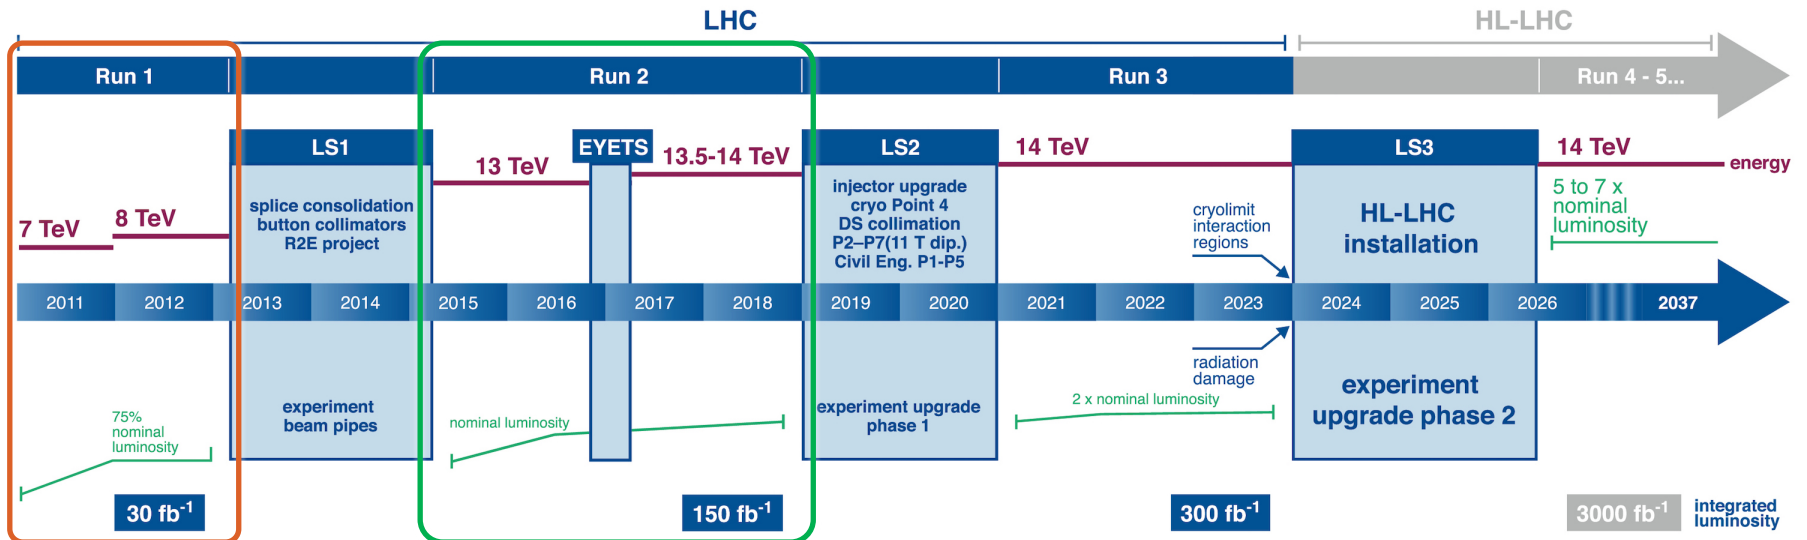 LHC
HL-LHC
Run 1
Run 2
Run 3
Run 4 - 5...
LS1
EYETS
LS2
LS3
7 TeV
8 TeV
13 TeV
13.5-14 TeV
14 TeV
14 TeV
energy
splice consolidation
button collimators
R2E project
injector upgrade
cryo Point 4
DS collimation
P2–P7(11 T dip.)
Civil Eng. P1-P5
cryolimit
interaction
regions
HL-LHC
installation
5 to 7 x
nominal
luminosity
2011
2012
2013
2014
2015
2016
2017
2018
2019
2020
2021
2022
2023
2024
2025
2026
2037
75%
nominal
luminosity
experiment
beam pipes
nominal luminosity
experiment upgrade
phase 1
2 x nominal luminosity
radiation
damage
experiment
upgrade phase 2
30 fb⁻¹
150 fb⁻¹
300 fb⁻¹
3000 fb⁻¹
integrated
luminosity